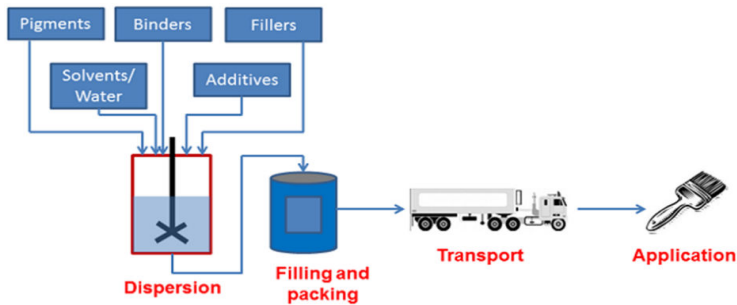 Pigments
Binders
Fillers
Solvents/
Water
Additives
Dispersion
Filling and
packing
Transport
Application